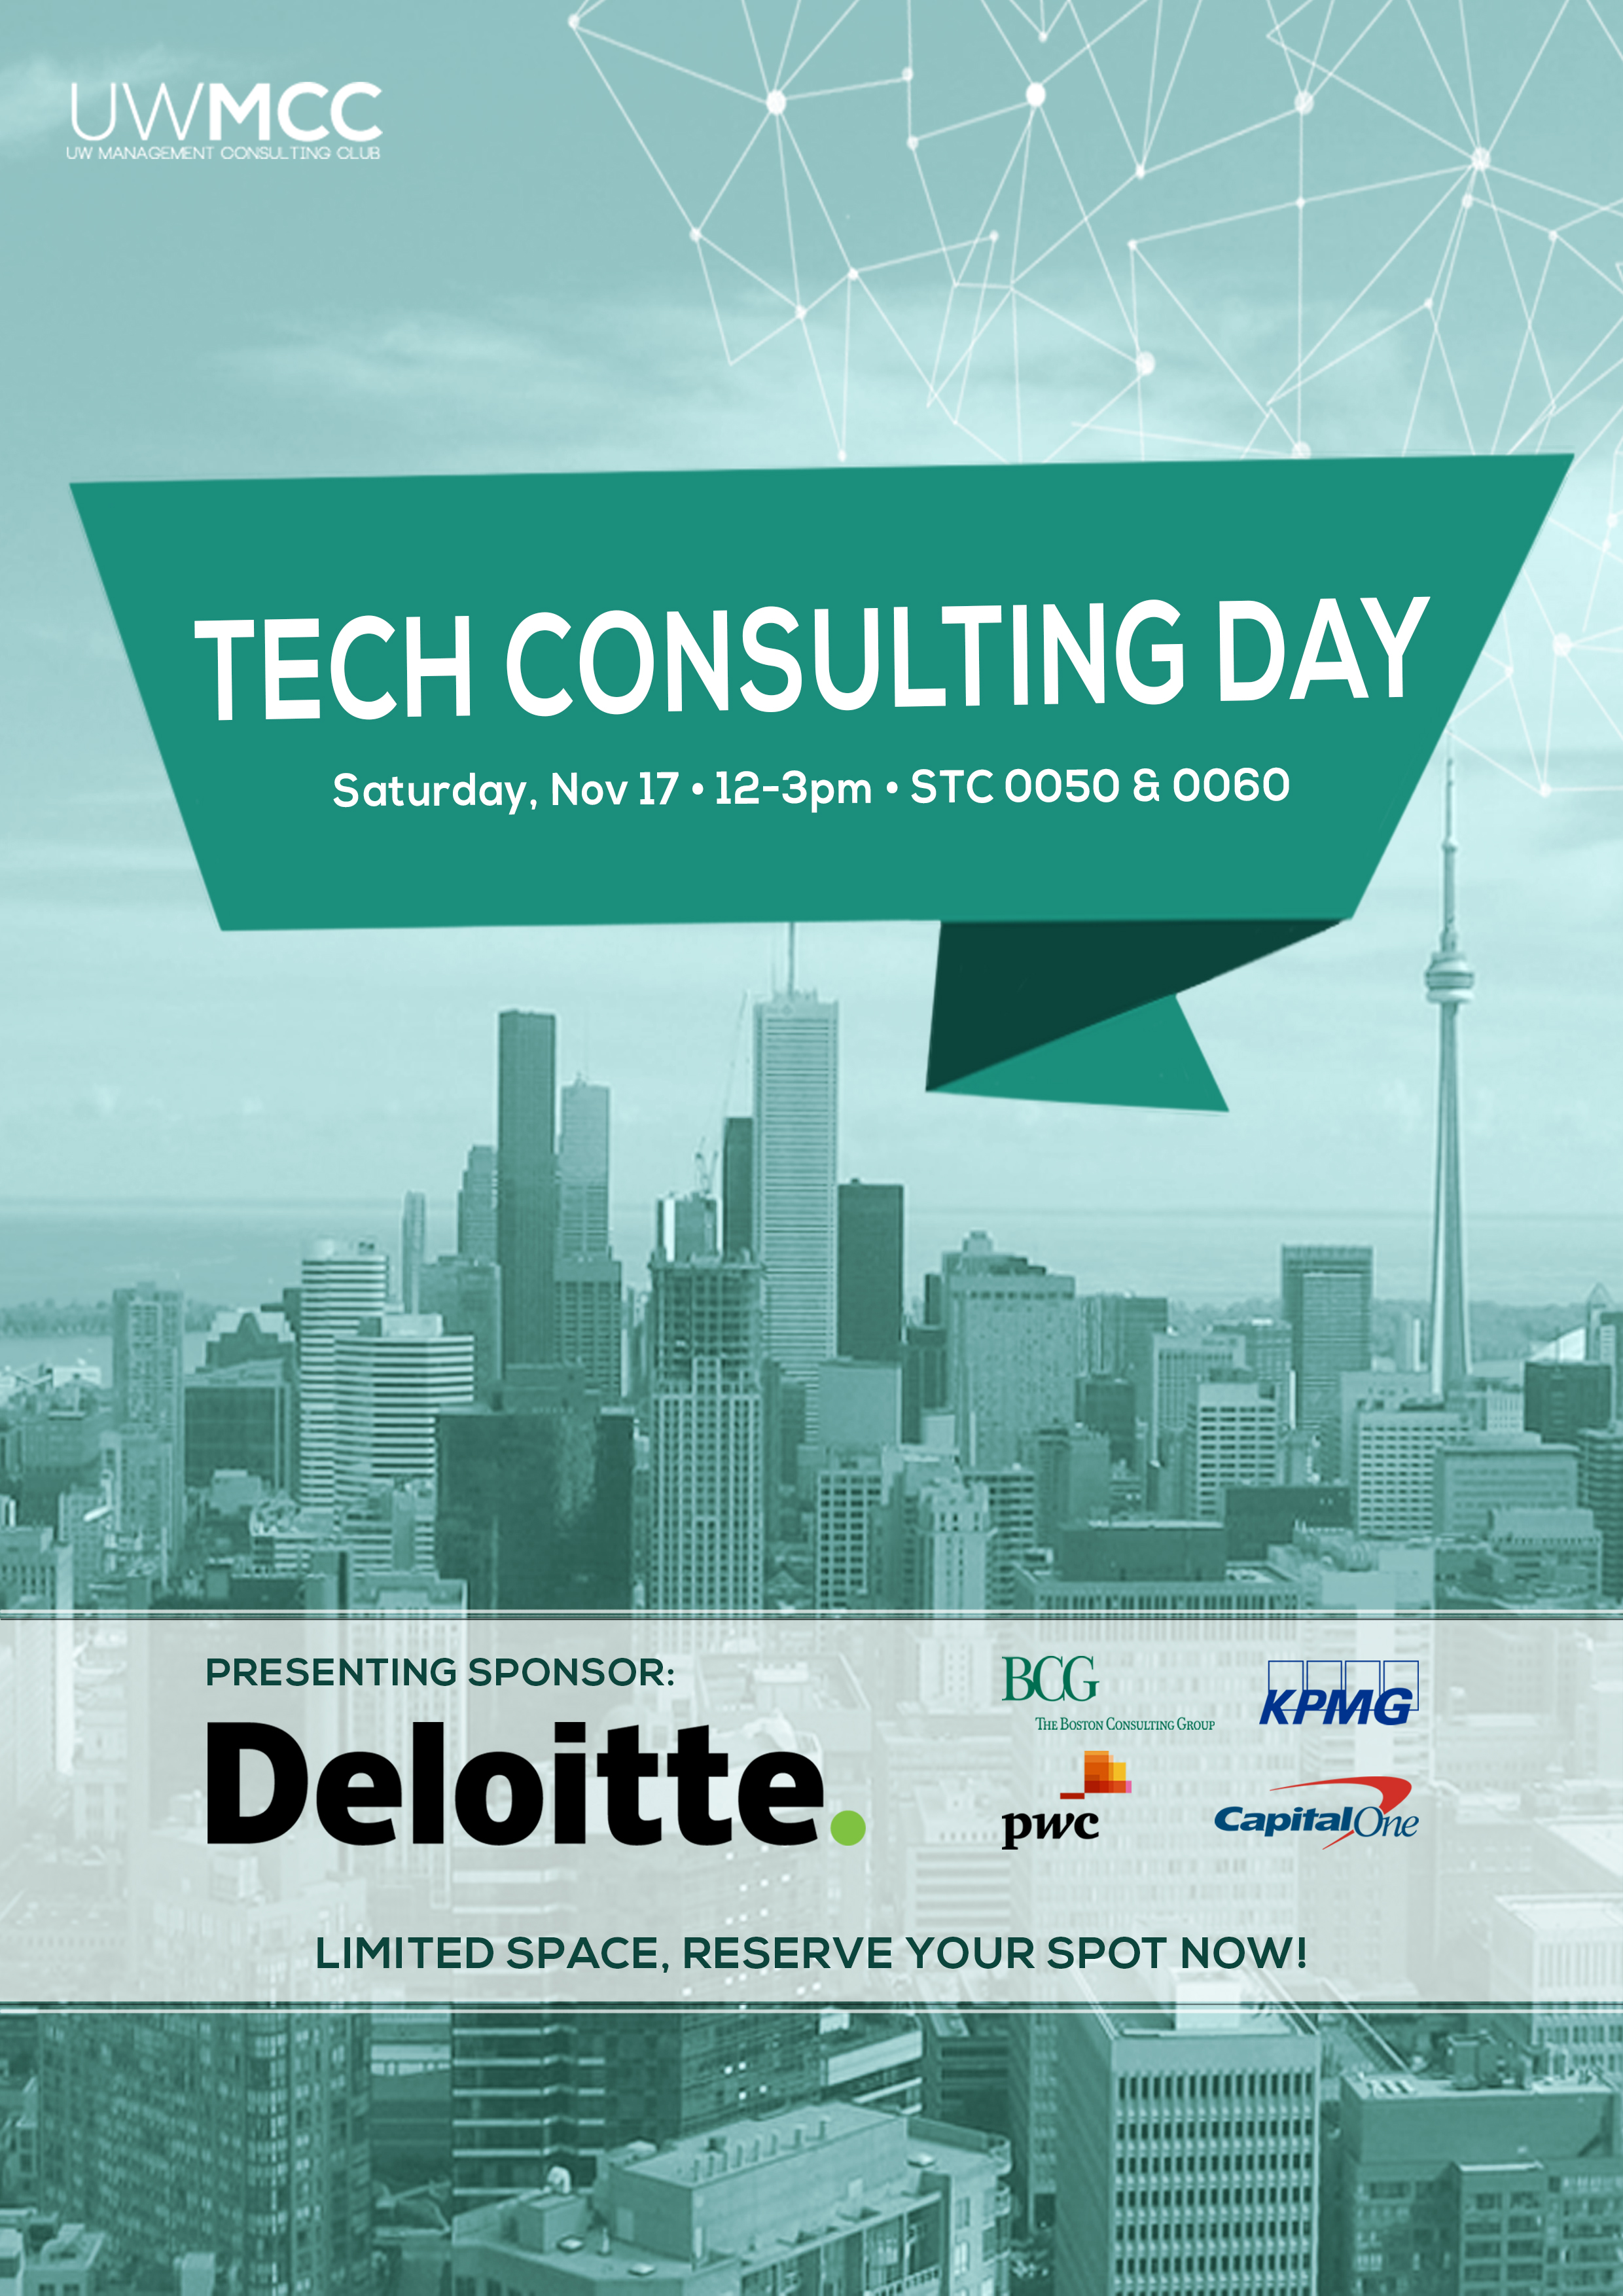 UWMCC
UW MANAGEMENT CONSULTING CLUB
TECH CONSULTING DAY
Saturday, Nov 17 • 12-3pm • STC 0050 & 0060
PRESENTING SPONSOR:
Deloitte.
BCG
THE BOSTON CONSULTING GROUP
KPMG
pwc
CapitalOne
LIMITED SPACE, RESERVE YOUR SPOT NOW!